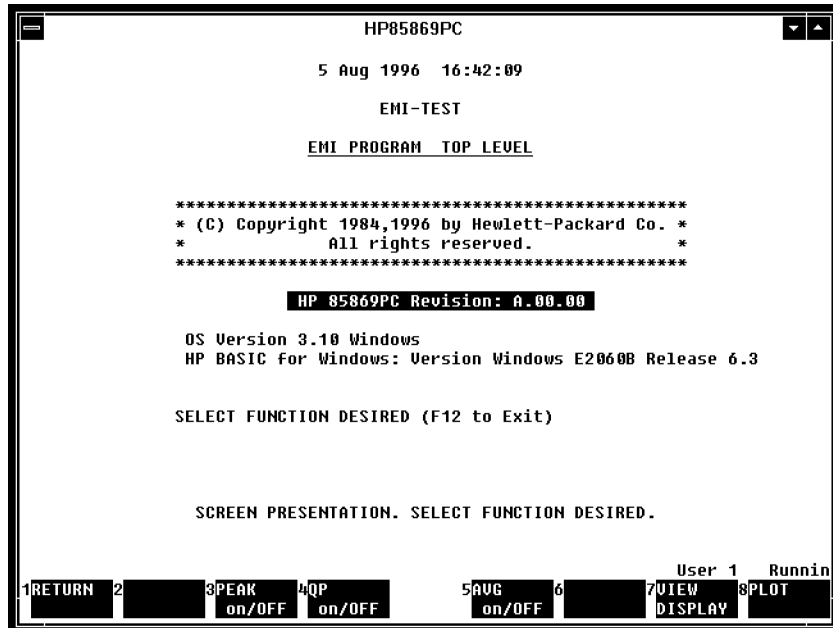 HP85869PC
5 Aug 1996 16:42:09
EMI-TEST
EMI PROGRAM TOP LEVEL
**************************************************
* (C) Copyright 1984,1996 by Hewlett-Packard Co. *
* All rights reserved. *
**************************************************
HP 85869PC Revision: A.00.00
OS Version 3.10 Windows
HP BASIC for Windows: Version Windows E2060B Release 6.3
SELECT FUNCTION DESIRED (F12 to Exit)
SCREEN PRESENTATION. SELECT FUNCTION DESIRED.
User 1 Runnin
1RETURN 2 3PEAK 4QP 5AVG 6 7VIEW 8PLOT
on/OFF on/OFF on/OFF DISPLAY